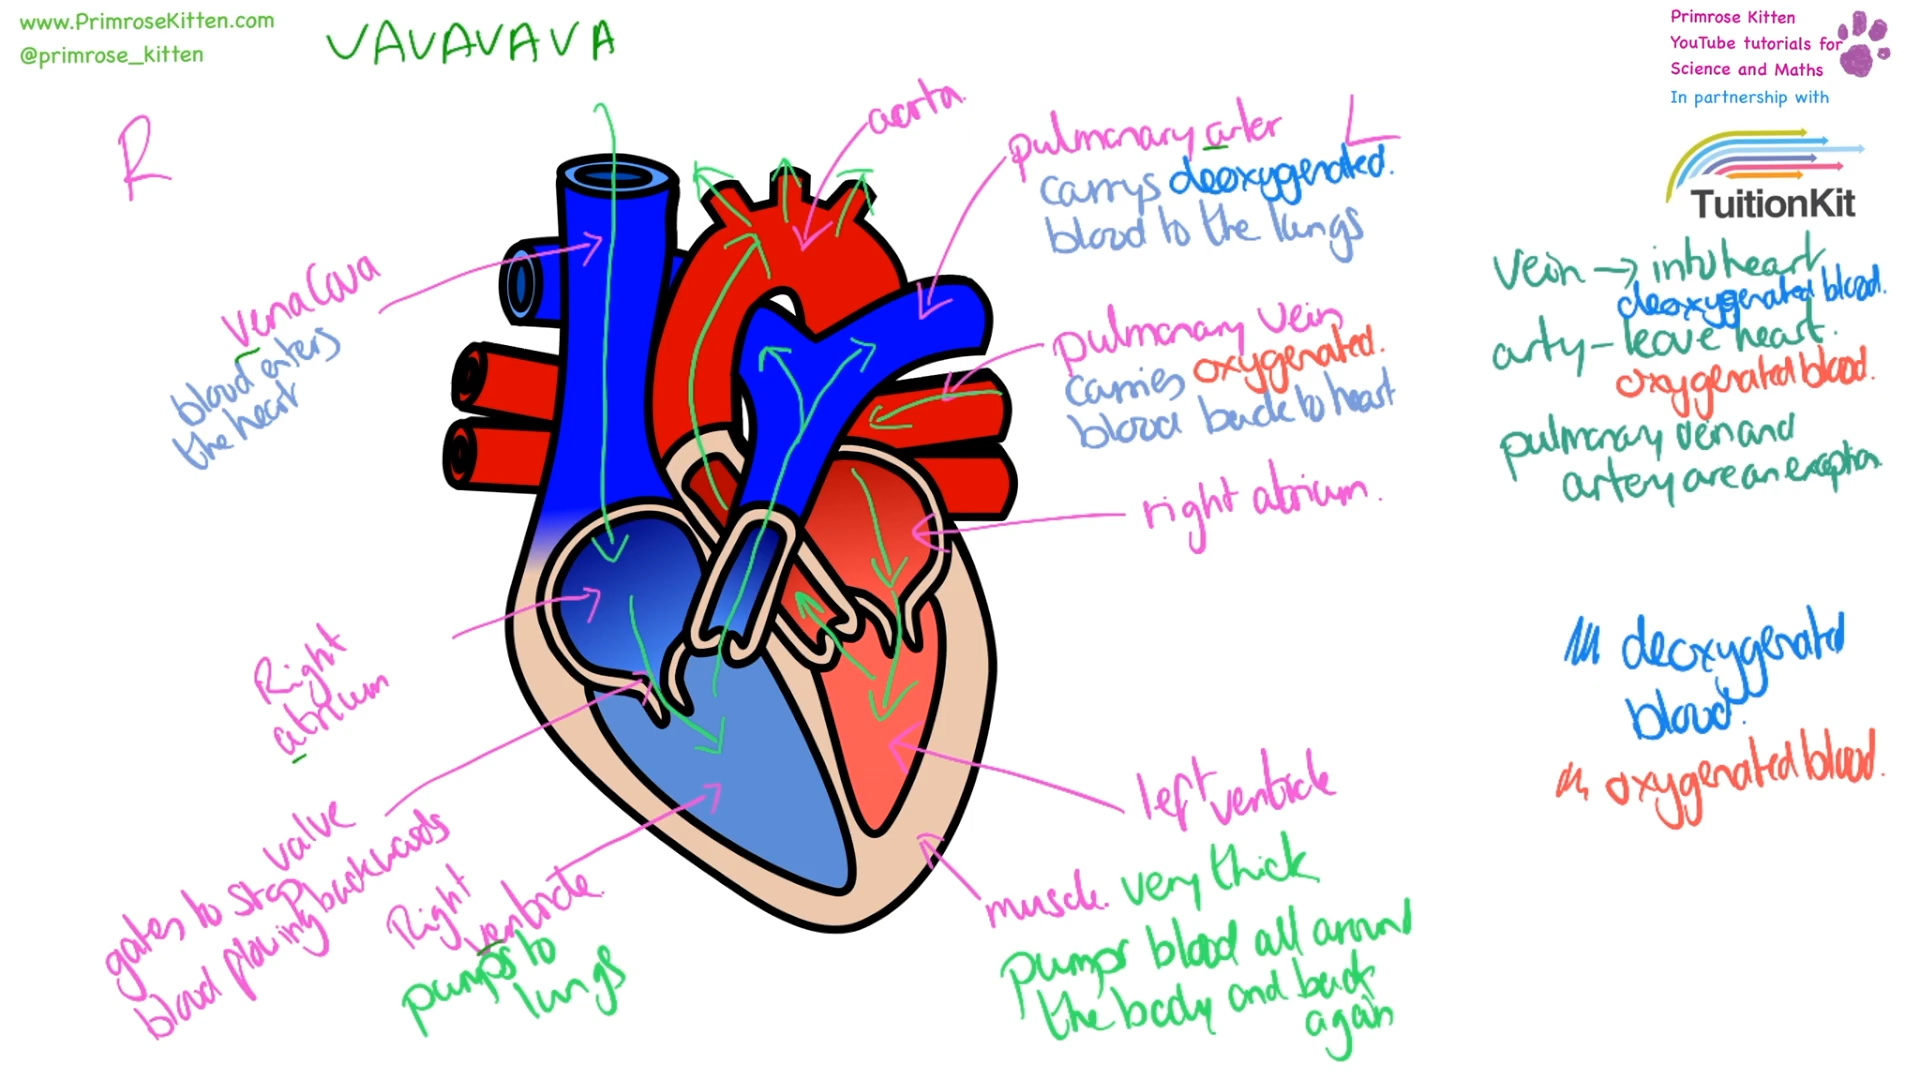 www.PrimroseKitten.com
@primrose_kitten
VAVAVAVA
Primrose Kitten
YouTube tutorials for
Science and Maths
In partnership with
TuitionKit
R
L
aorta.
pulmonary arter
carrys deoxygenated.
blood to the lungs
vena Cava
blood enters
the heart
pulmonary vein
carries oxygenated.
blood back to heart
right atrium.
vein → into heart
deoxygenated blood.
arty - leave heart.
oxygenated blood.
pulmonary vein and
artery are an exception
Right
atrium
valve
gates to stop
blood flowing backwards
Right
ventricle.
pumps to
lungs
left ventricle
muscle. very thick
pumps blood all around
the body and back
again
deoxygenated
blood.
oxygenated blood.